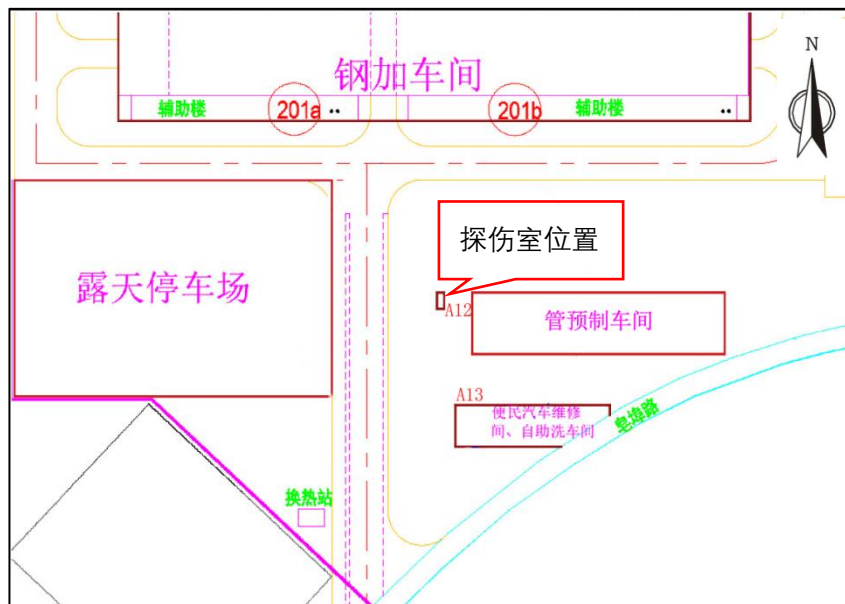 钢加车间
N
辅助楼
201a
201b
辅助楼
探伤室位置
露天停车场
A12
管预制车间
A13
便民汽车维修
间、自助洗车间
皂埠路
换热站